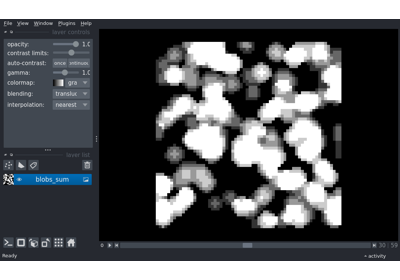 File View Window Plugins Help
layer controls
opacity: 1.0
contrast limits:
auto-contrast: once continuous
gamma: 1.0
colormap: gra
blending: transluc
interpolation: nearest
layer list
blobs_sum
0 30 59
Ready activity